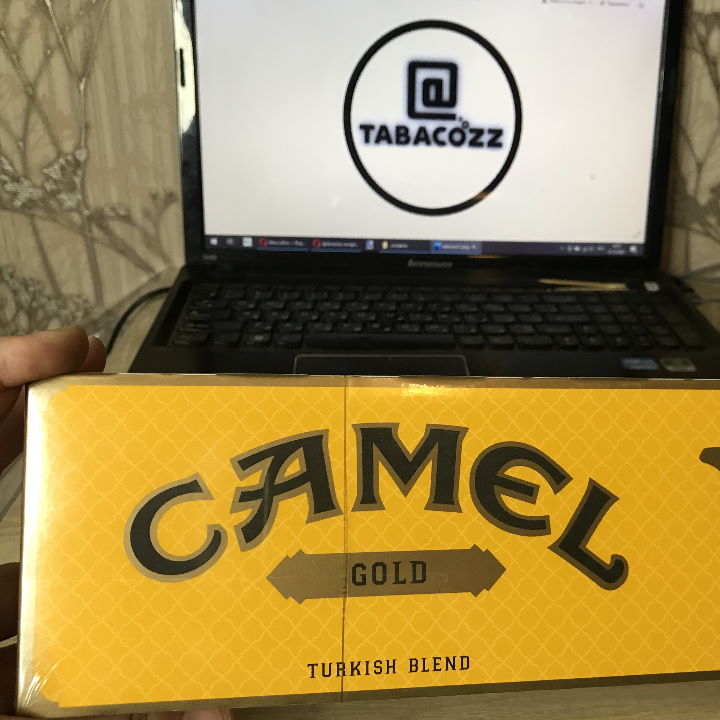 @
TABACOZZ
lenovo
CAMEL
GOLD
TURKISH BLEND